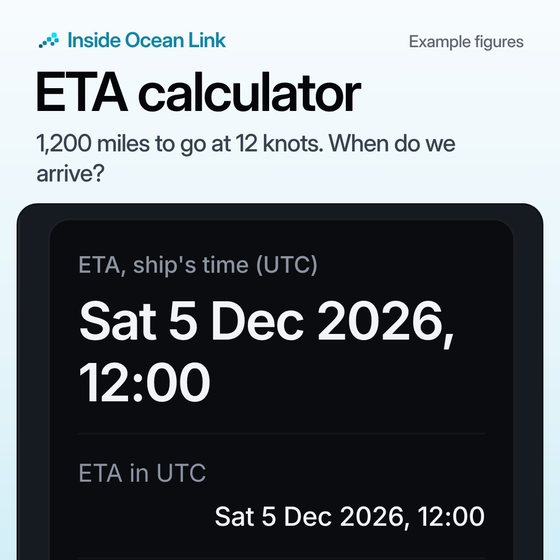 Inside Ocean Link
Example figures
ETA calculator
1,200 miles to go at 12 knots. When do we
arrive?
ETA, ship's time (UTC)
Sat 5 Dec 2026,
12:00
ETA in UTC
Sat 5 Dec 2026, 12:00